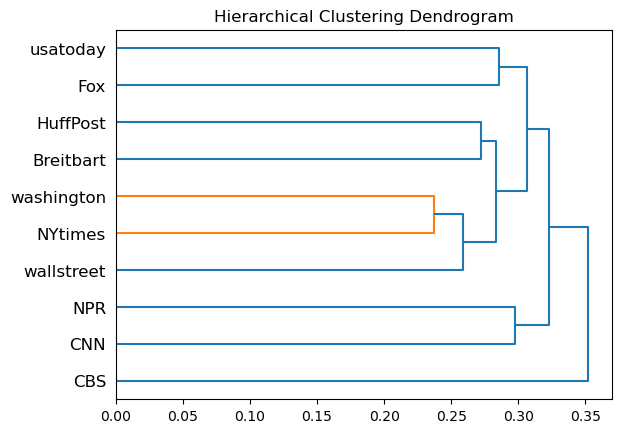 Hierarchical Clustering Dendrogram
usatoday
Fox
HuffPost
Breitbart
washington
NYtimes
wallstreet
NPR
CNN
CBS
0.00 0.05 0.10 0.15 0.20 0.25 0.30 0.35